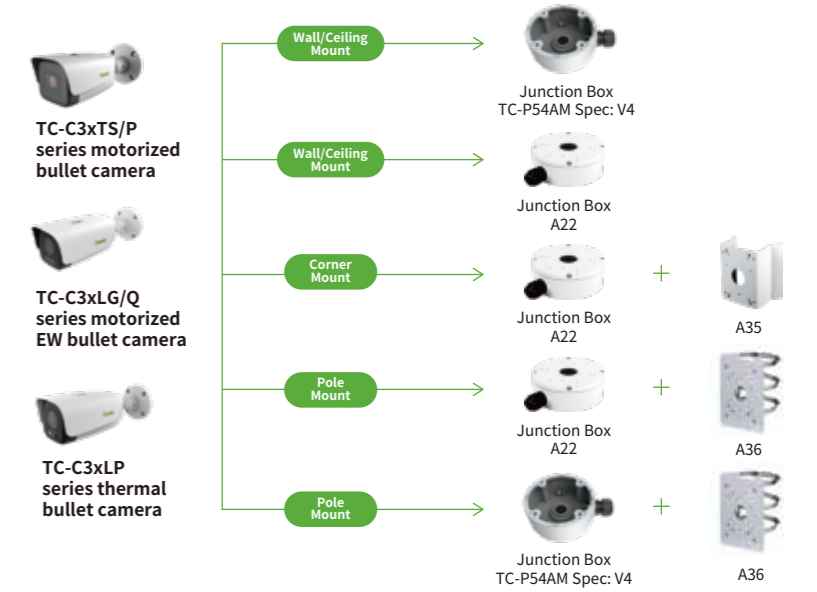 TC-C3xTS/P
series motorized
bullet camera
TC-C3xLG/Q
series motorized
EW bullet camera
TC-C3xLP
series thermal
bullet camera
Wall/Ceiling
Mount
Junction Box
TC-P54AM Spec: V4
Wall/Ceiling
Mount
Junction Box
A22
Corner
Mount
Junction Box
A22
+
A35
Pole
Mount
Junction Box
A22
+
A36
Pole
Mount
Junction Box
TC-P54AM Spec: V4
+
A36